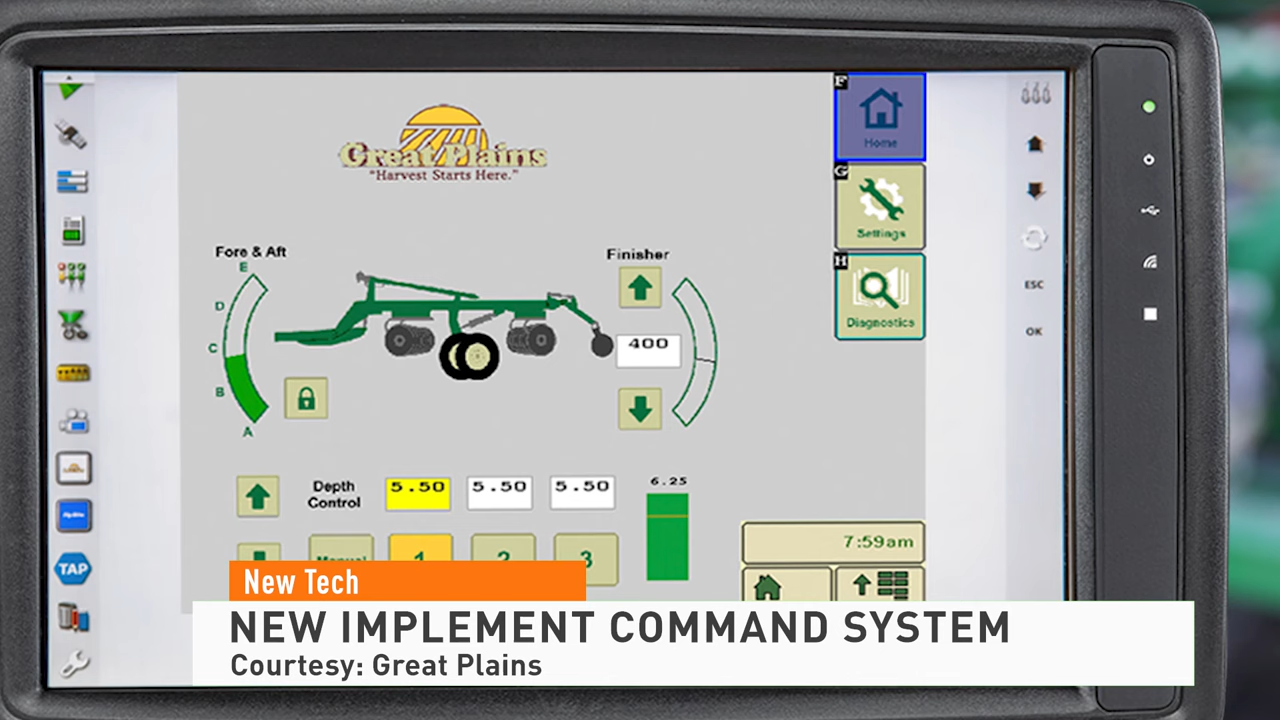 F
Home
Great Plains
"Harvest Starts Here."
G
Settings
ESC
Fore & Aft
E
D
C
B
A
Finisher
400
H
Diagnostics
OK
Depth
Control
5.50
5.50
5.50
6.25
Manual
1
2
3
7:59am
TAP
New Tech
NEW IMPLEMENT COMMAND SYSTEM
Courtesy: Great Plains